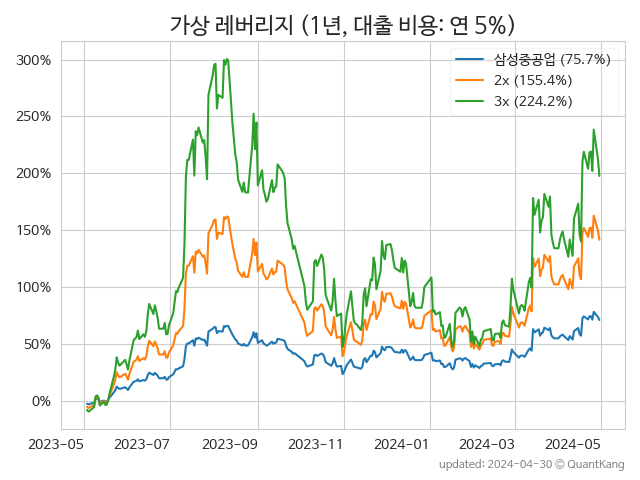 가상 레버리지 (1년, 대출 비용: 연 5%)
삼성중공업 (75.7%)
2x (155.4%)
3x (224.2%)
300%
250%
200%
150%
100%
50%
0%
2023-05 2023-07 2023-09 2023-11 2024-01 2024-03 2024-05
updated: 2024-04-30 © QuantKang